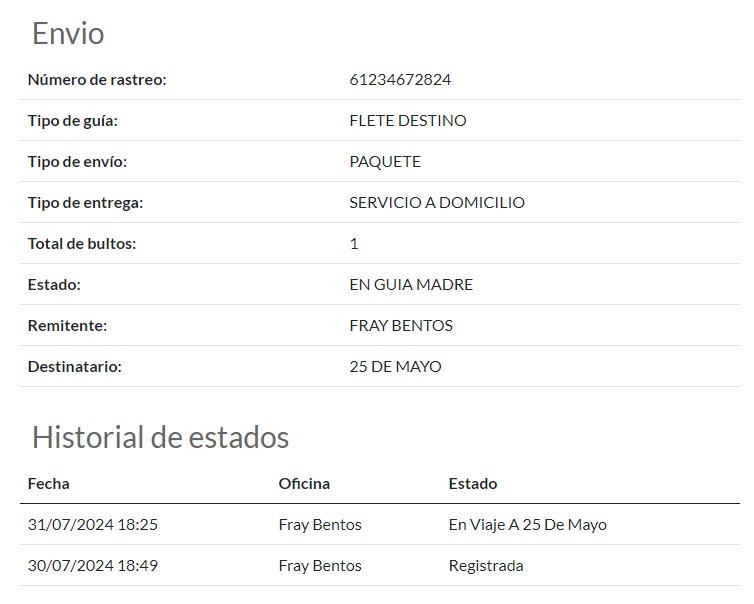 Envio
Número de rastreo: 61234672824
Tipo de guía: FLETE DESTINO
Tipo de envío: PAQUETE
Tipo de entrega: SERVICIO A DOMICILIO
Total de bultos: 1
Estado: EN GUIA MADRE
Remitente: FRAY BENTOS
Destinatario: 25 DE MAYO
Historial de estados
Fecha Oficina Estado
31/07/2024 18:25 Fray Bentos En Viaje A 25 De Mayo
30/07/2024 18:49 Fray Bentos Registrada